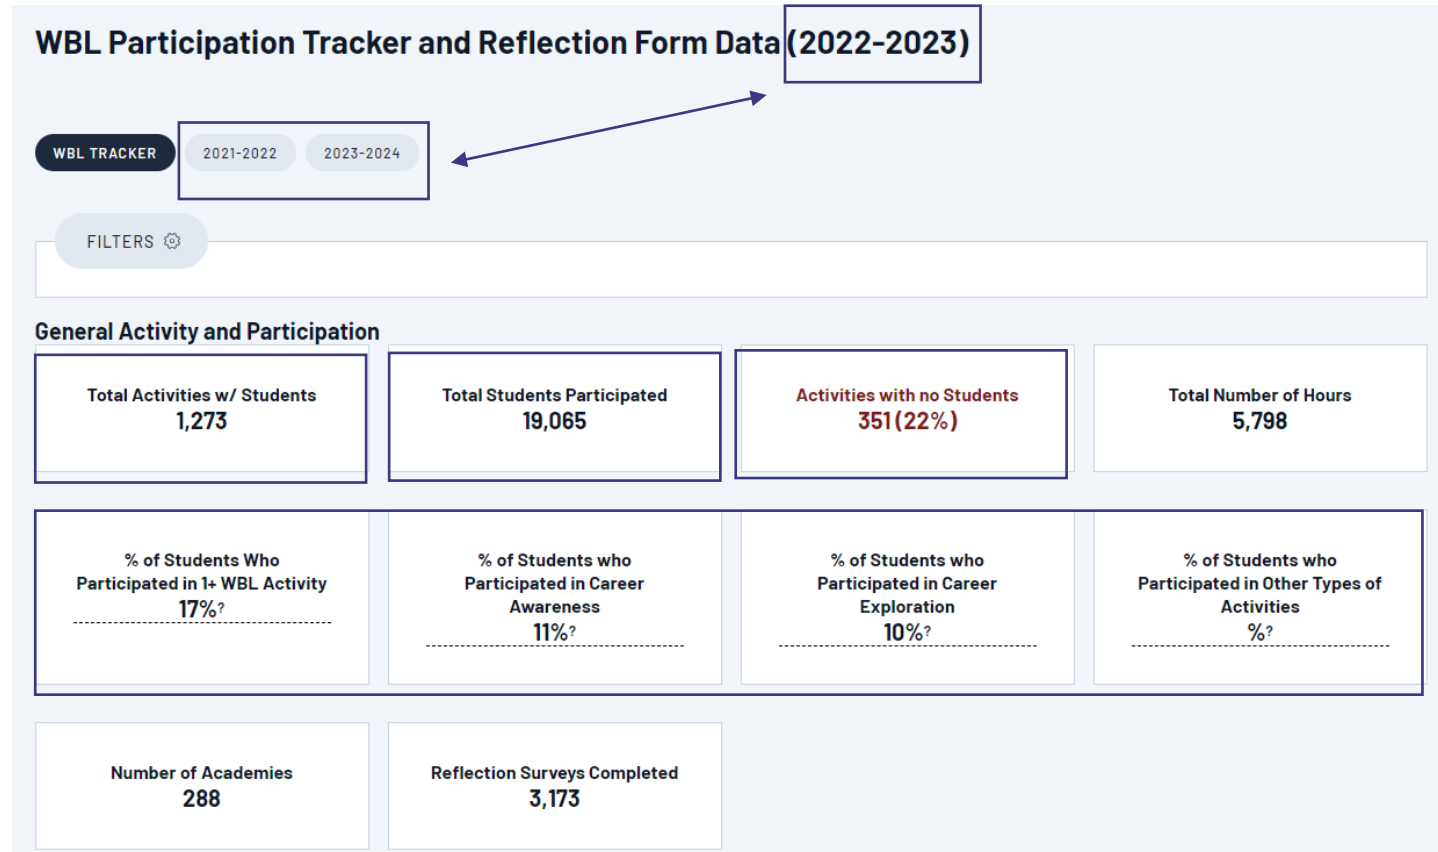 WBL Participation Tracker and Reflection Form Data (2022-2023)
WBL TRACKER 2021-2022 2023-2024
FILTERS
General Activity and Participation
Total Activities w/ Students
1,273
Total Students Participated
19,065
Activities with no Students
351 (22%)
Total Number of Hours
5,798
% of Students Who
Participated in 1+ WBL Activity
17%?
% of Students who
Participated in Career
Awareness
11%?
% of Students who
Participated in Career
Exploration
10%?
% of Students who
Participated in Other Types of
Activities
%?
Number of Academies
288
Reflection Surveys Completed
3,173